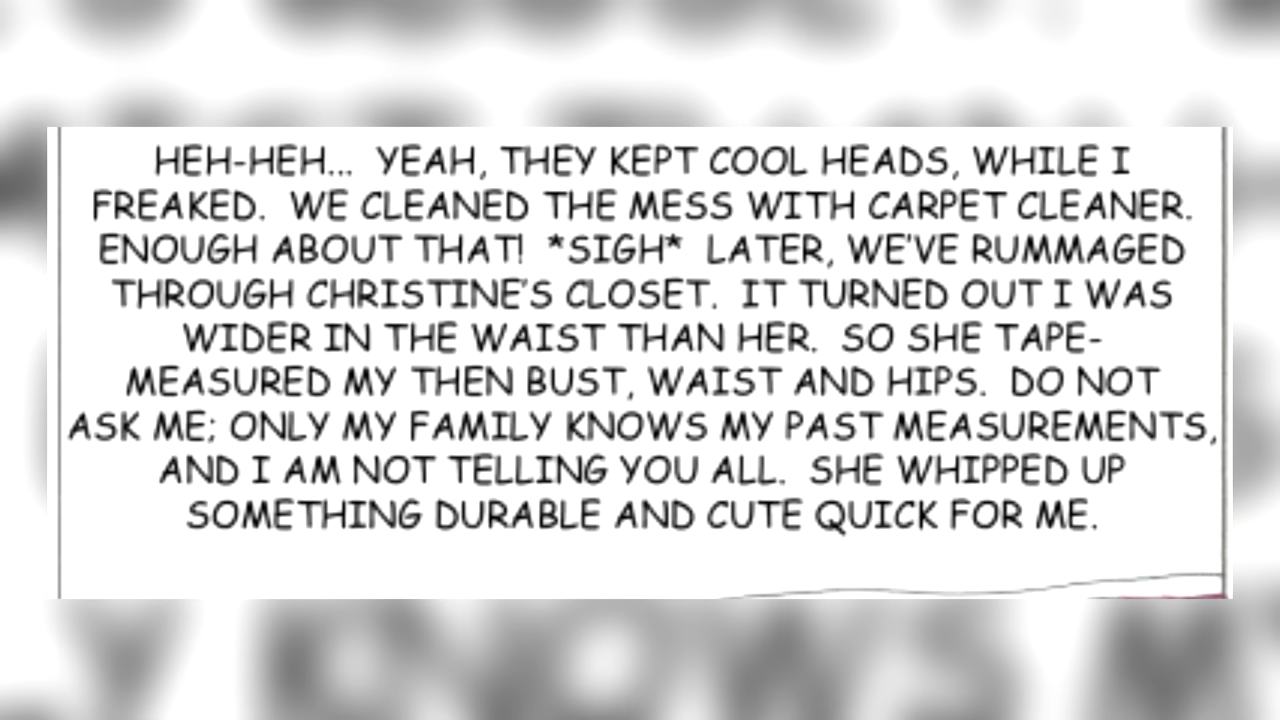 HEH-HEH... YEAH, THEY KEPT COOL HEADS, WHILE I
FREAKED. WE CLEANED THE MESS WITH CARPET CLEANER.
ENOUGH ABOUT THAT! *SIGH* LATER, WE'VE RUMMAGED
THROUGH CHRISTINE'S CLOSET. IT TURNED OUT I WAS
WIDER IN THE WAIST THAN HER. SO SHE TAPE-
MEASURED MY THEN BUST, WAIST AND HIPS. DO NOT
ASK ME; ONLY MY FAMILY KNOWS MY PAST MEASUREMENTS,
AND I AM NOT TELLING YOU ALL. SHE WHIPPED UP
SOMETHING DURABLE AND CUTE QUICK FOR ME.